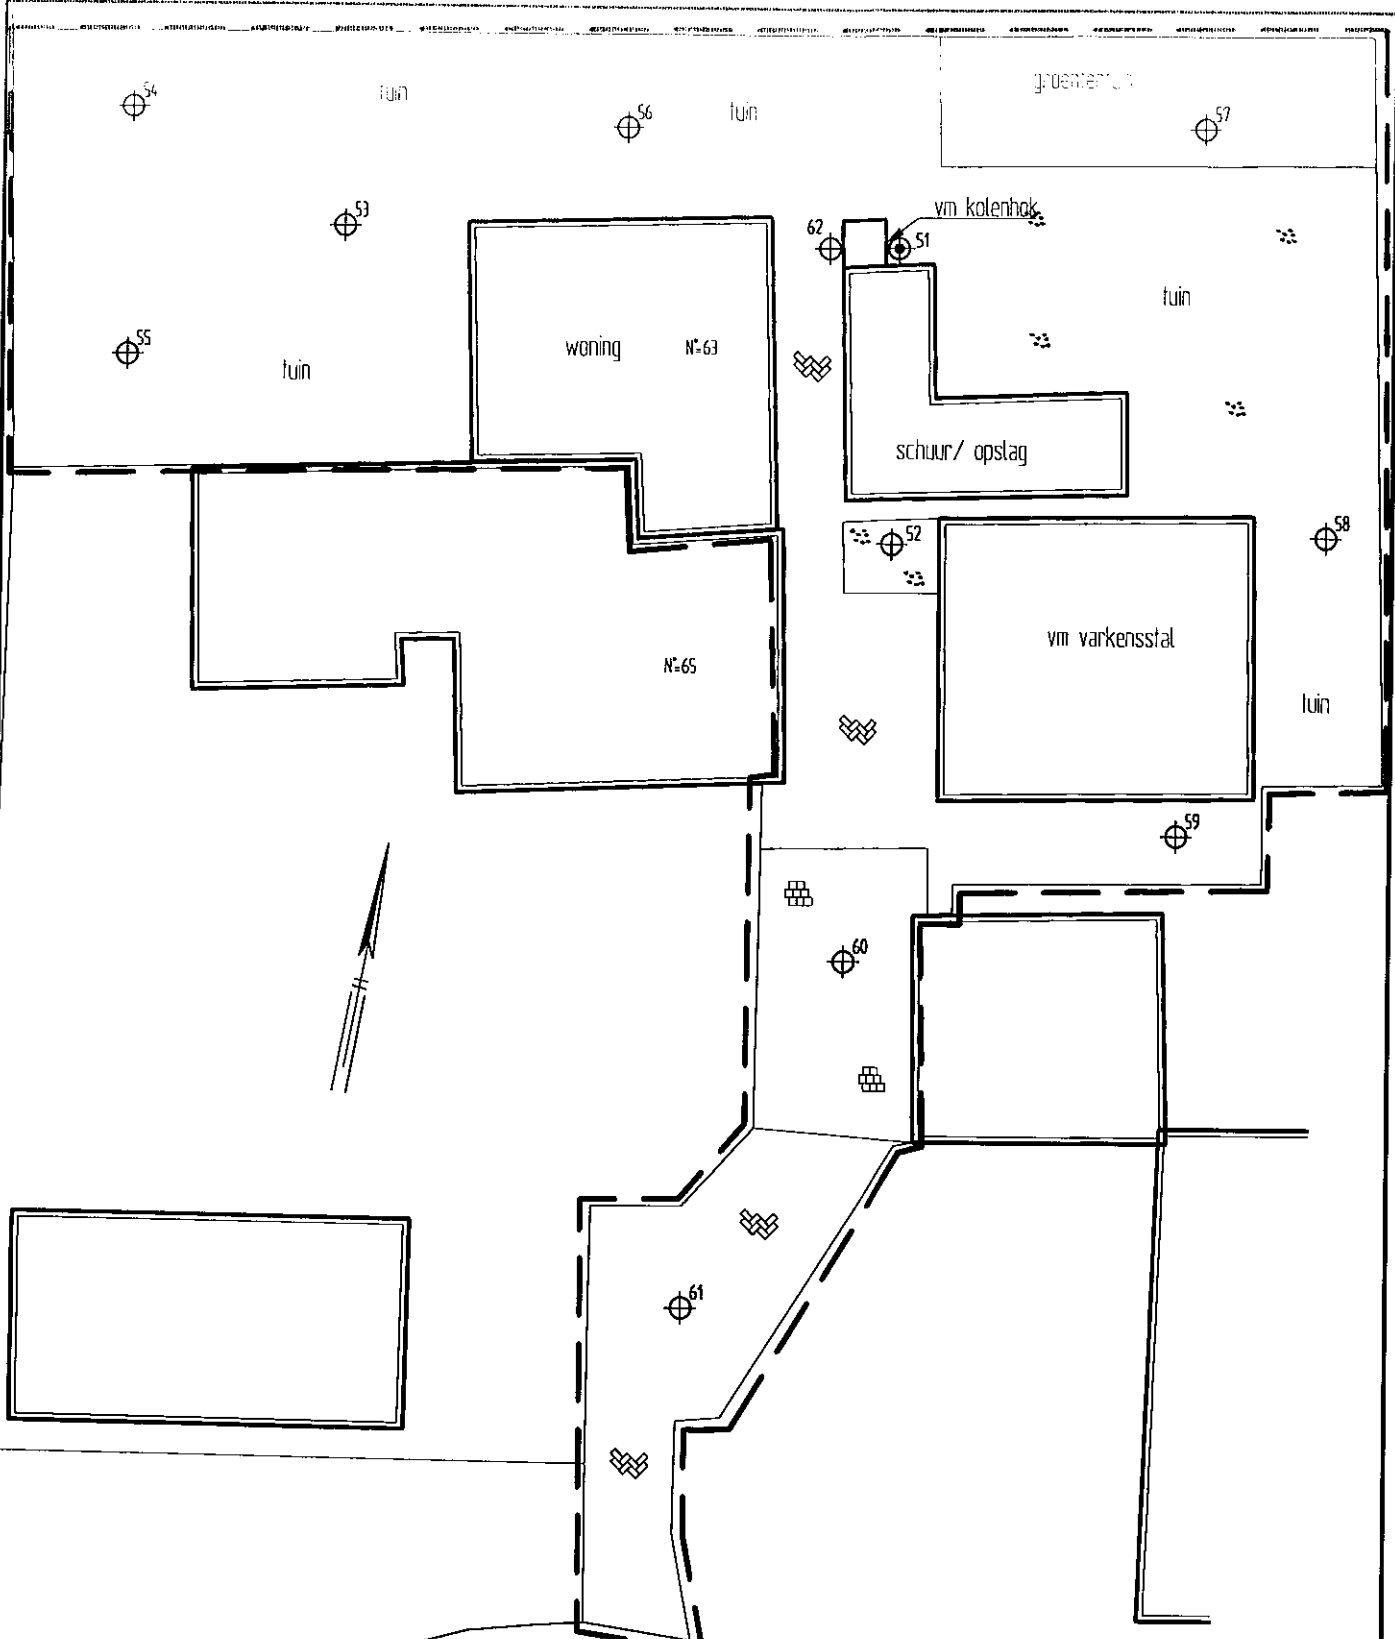 54
tuin
56
tuin
groentetuin
57
53
62
vm kolenhok
51
tuin
55
tuin
woning
N°=63
schuur/ opslag
52
58
vm varkensstal
N°=65
tuin
59
60
61